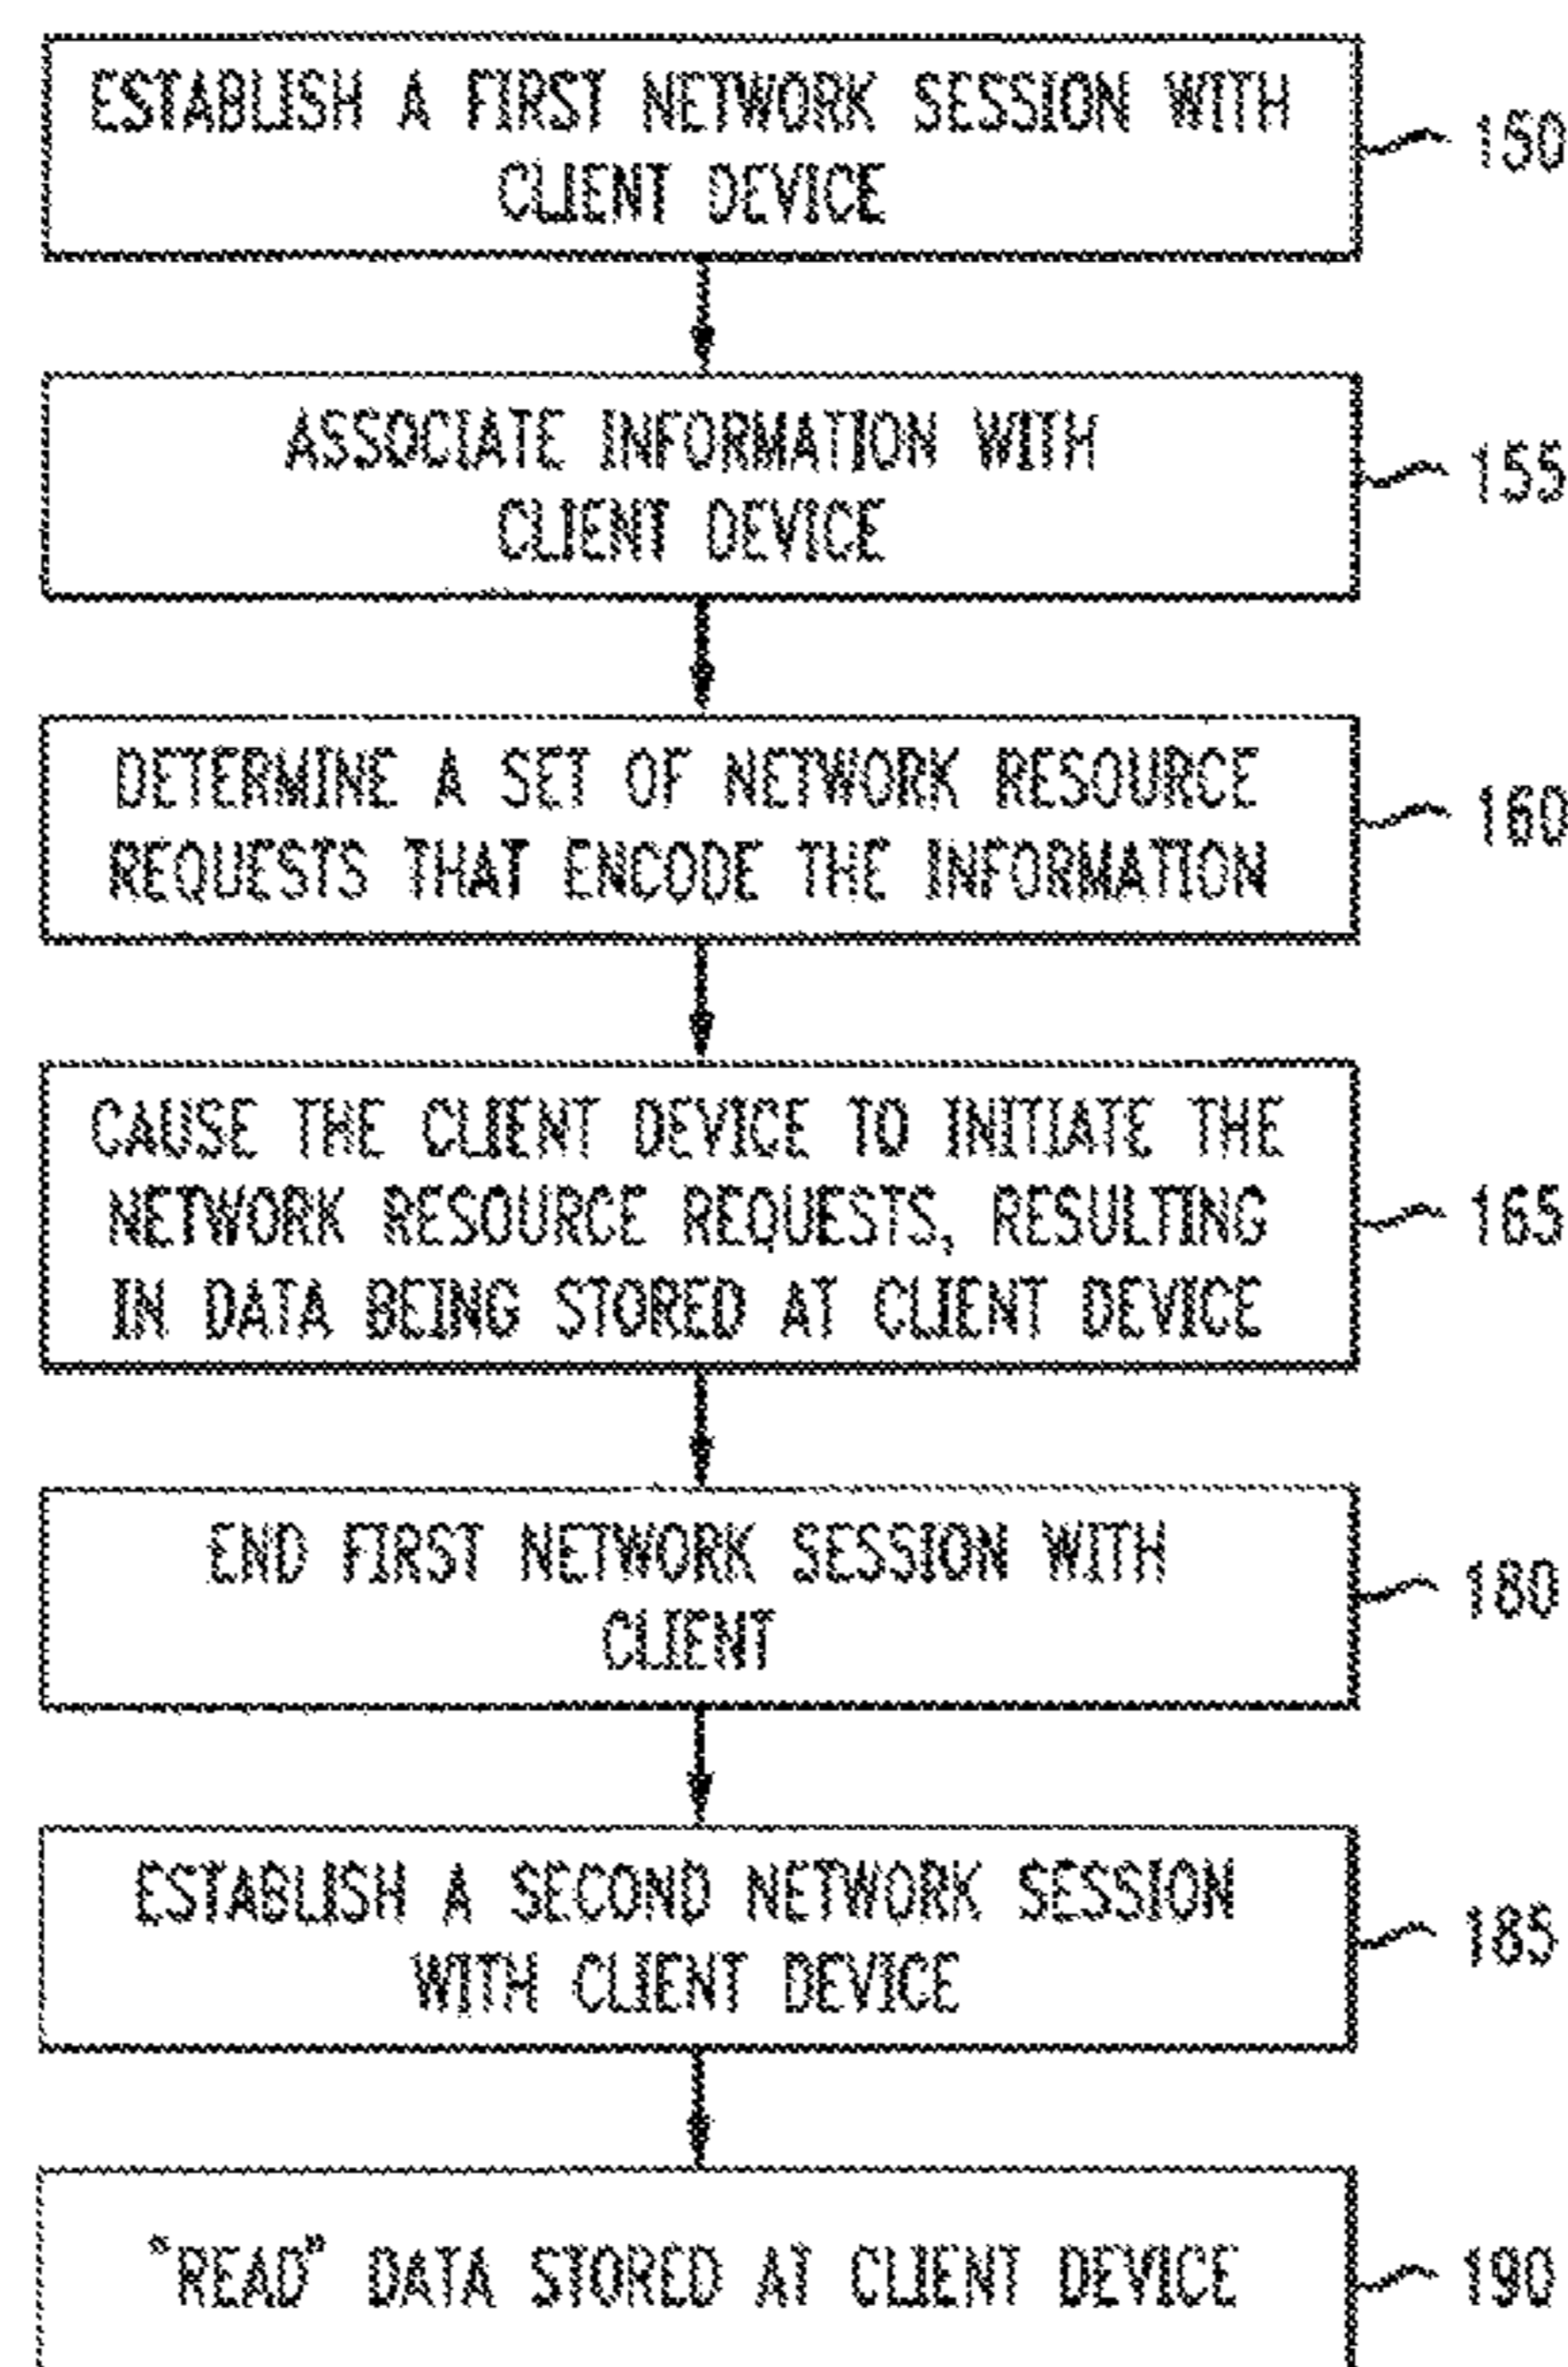 ESTABLISH A FIRST NETWORK SESSION WITH
CLIENT DEVICE
150
ASSOCIATE INFORMATION WITH
CLIENT DEVICE
155
DETERMINE A SET OF NETWORK RESOURCE
REQUESTS THAT ENCODE THE INFORMATION
160
CAUSE THE CLIENT DEVICE TO INITIATE THE
NETWORK RESOURCE REQUESTS, RESULTING
IN DATA BEING STORED AT CLIENT DEVICE
165
END FIRST NETWORK SESSION WITH
CLIENT
180
ESTABLISH A SECOND NETWORK SESSION
WITH CLIENT DEVICE
185
"READ" DATA STORED AT CLIENT DEVICE
190